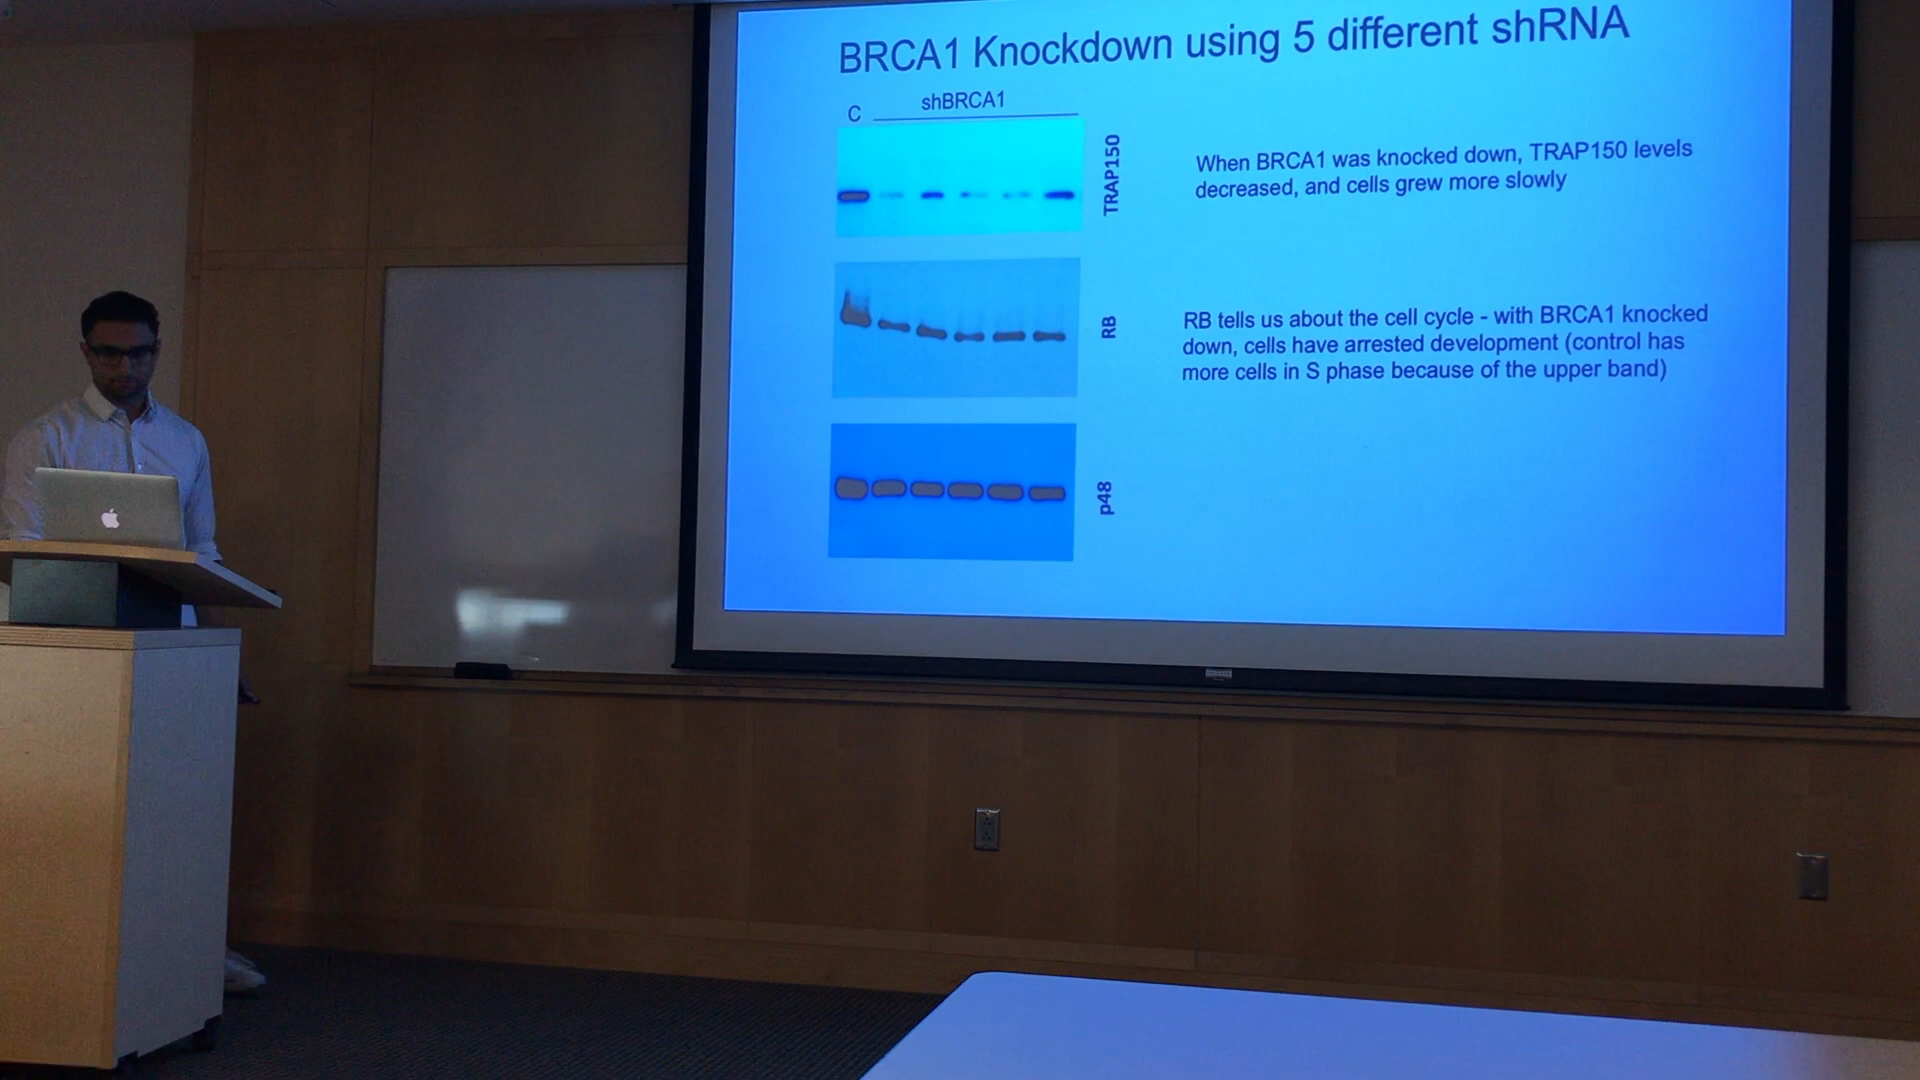 BRCA1 Knockdown using 5 different shRNA
C
shBRCA1
TRAP150
When BRCA1 was knocked down, TRAP150 levels
decreased, and cells grew more slowly
RB
RB tells us about the cell cycle - with BRCA1 knocked
down, cells have arrested development (control has
more cells in S phase because of the upper band)
p48